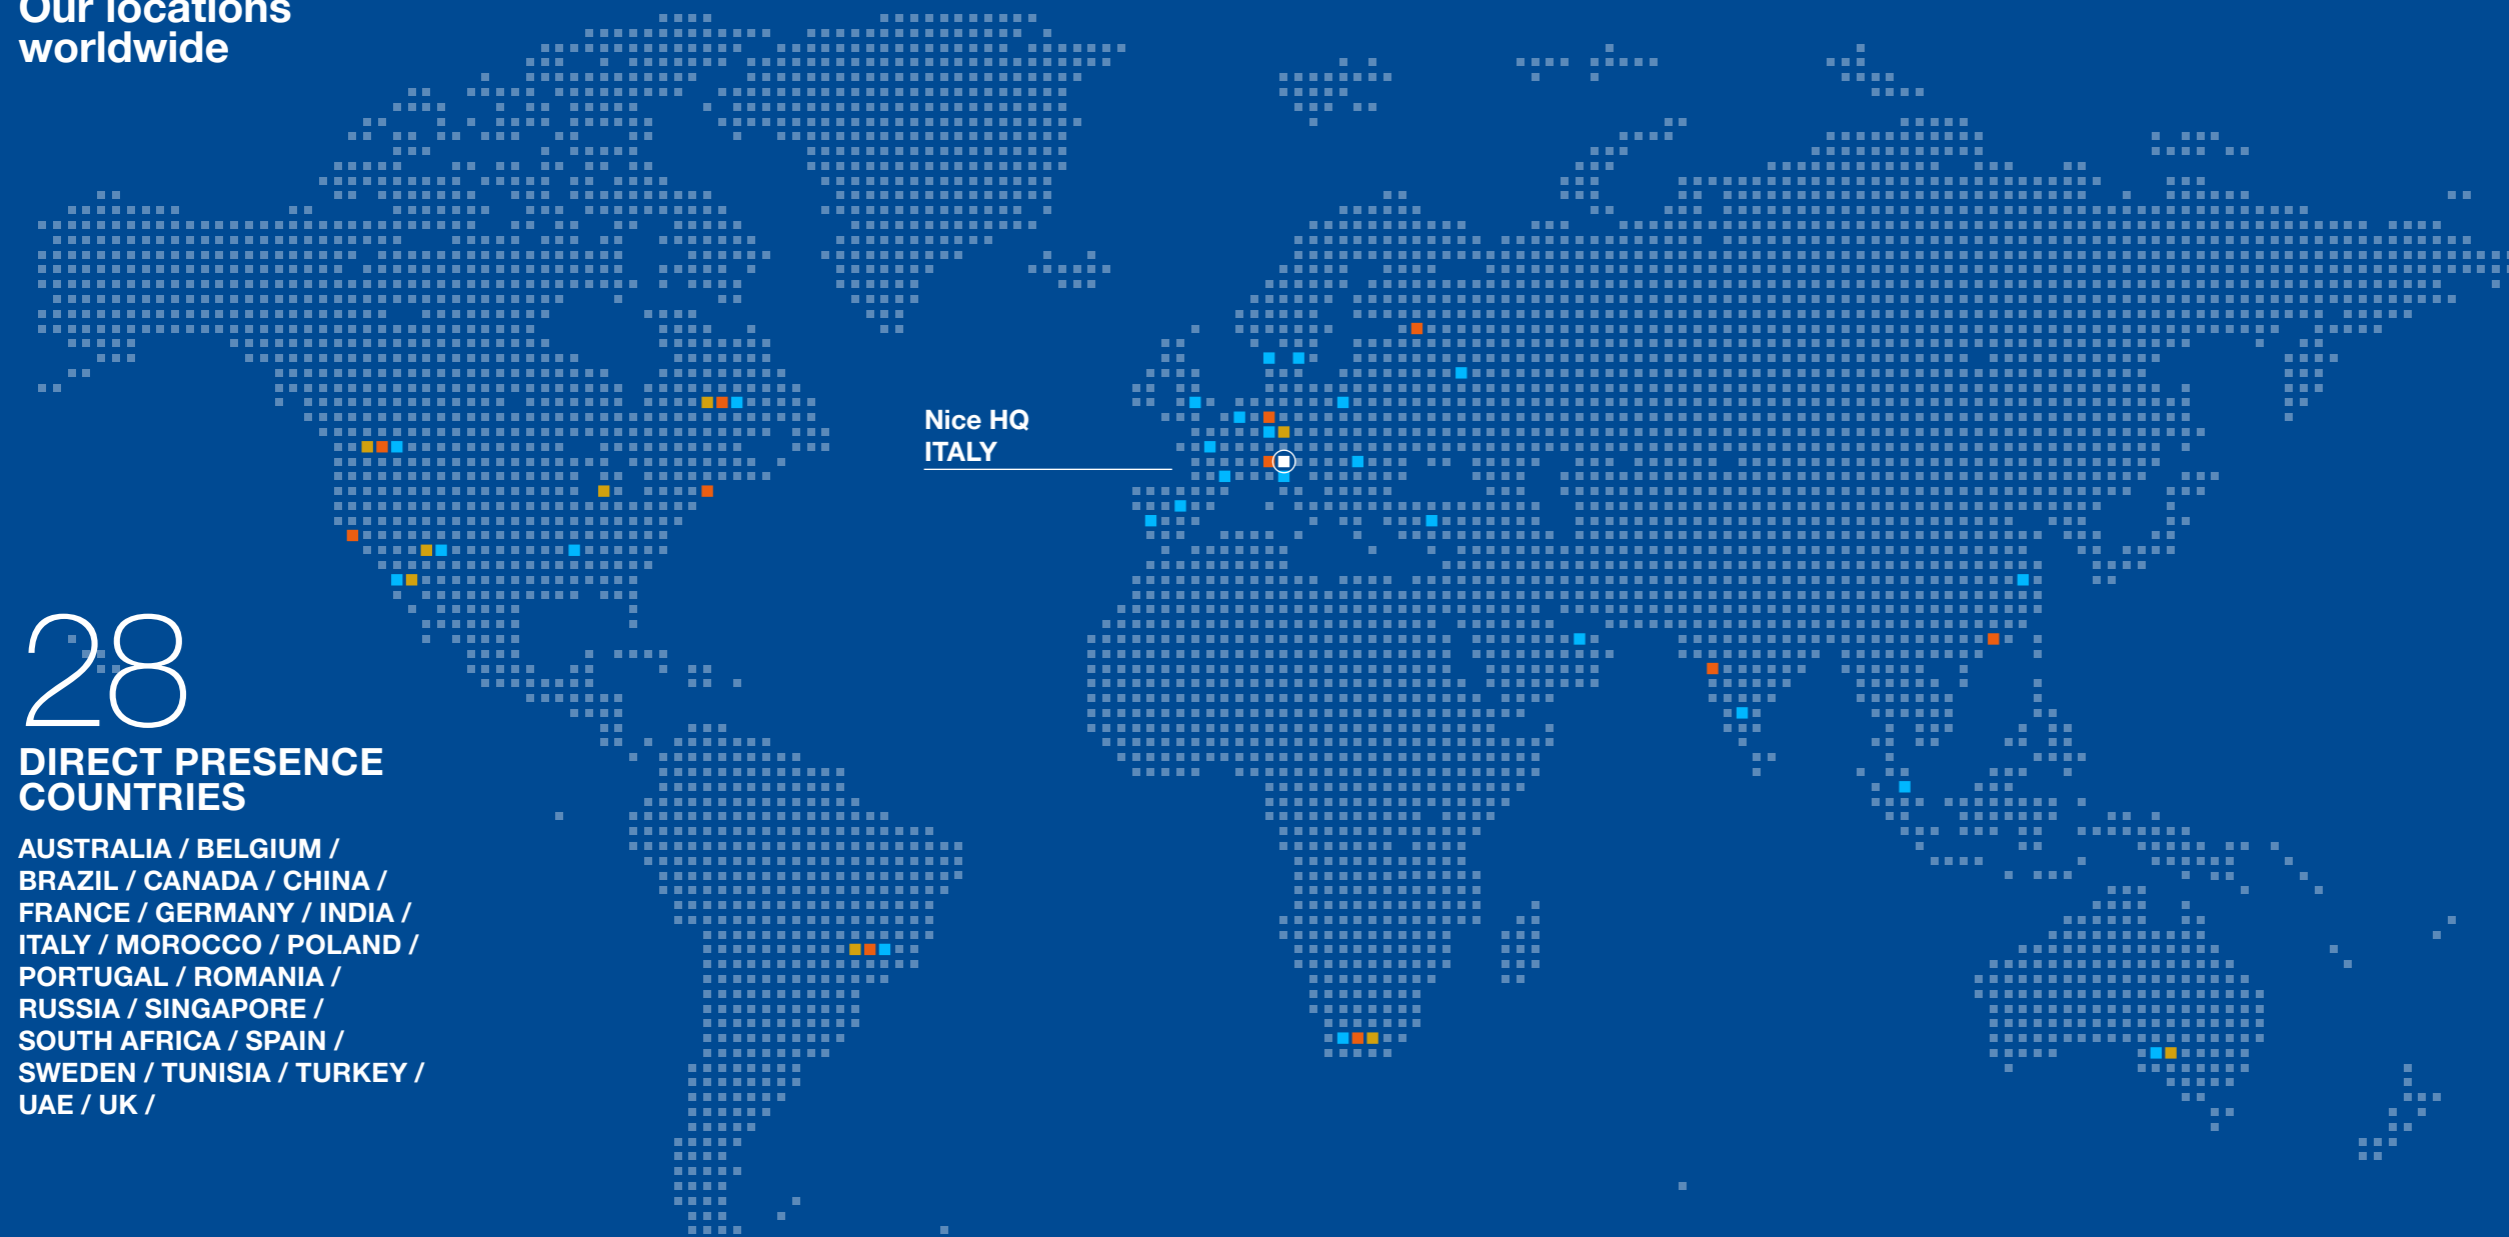 Our locations
worldwide
Nice HQ
ITALY
28
DIRECT PRESENCE
COUNTRIES
AUSTRALIA / BELGIUM /
BRAZIL / CANADA / CHINA /
FRANCE / GERMANY / INDIA /
ITALY / MOROCCO / POLAND /
PORTUGAL / ROMANIA /
RUSSIA / SINGAPORE /
SOUTH AFRICA / SPAIN /
SWEDEN / TUNISIA / TURKEY /
UAE / UK /